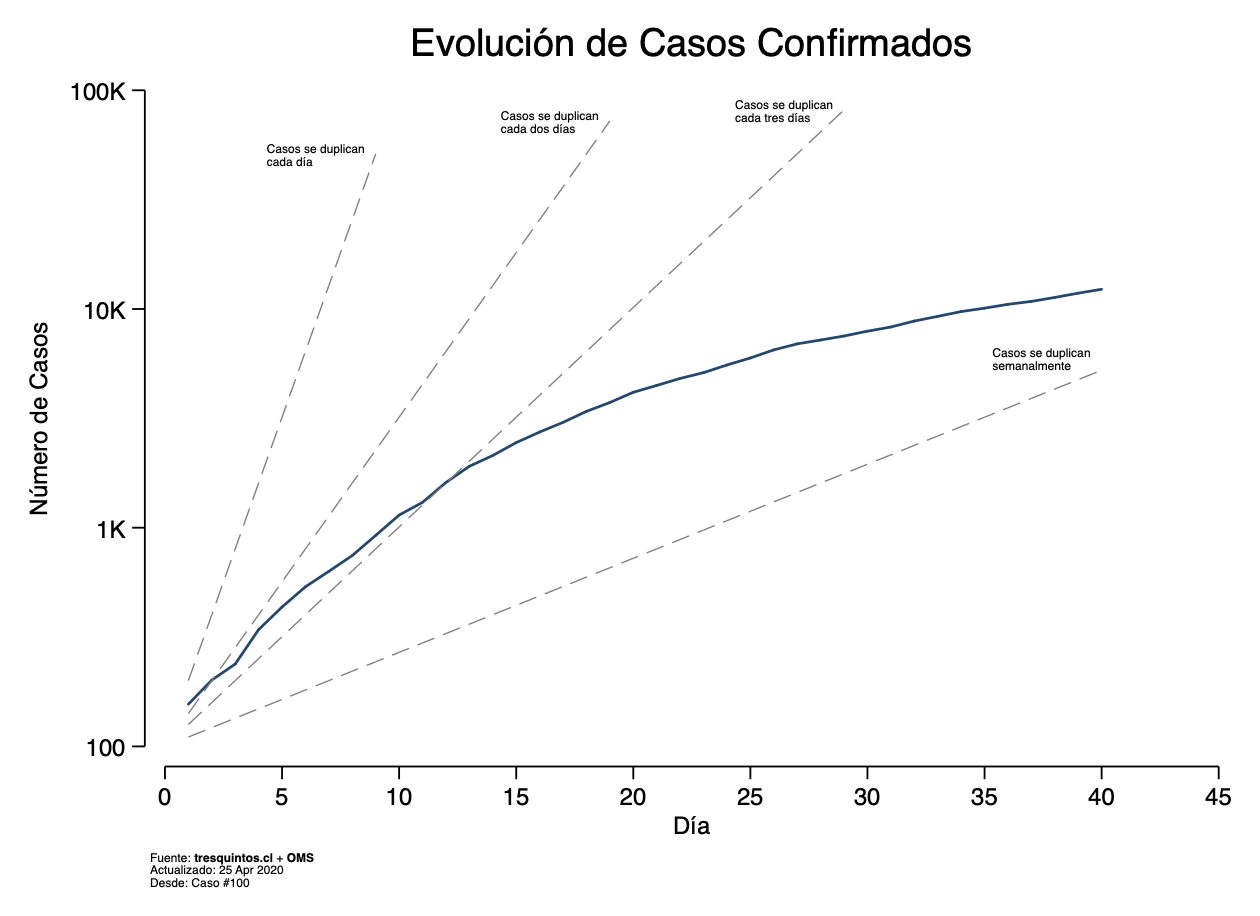 Evolución de Casos Confirmados
100K
10K
1K
100
Número de Casos
Casos se duplican
cada día
Casos se duplican
cada dos días
Casos se duplican
cada tres días
Casos se duplican
semanalmente
0 5 10 15 20 25 30 35 40 45
Día
Fuente: tresquintos.cl + OMS
Actualizado: 25 Apr 2020
Desde: Caso #100